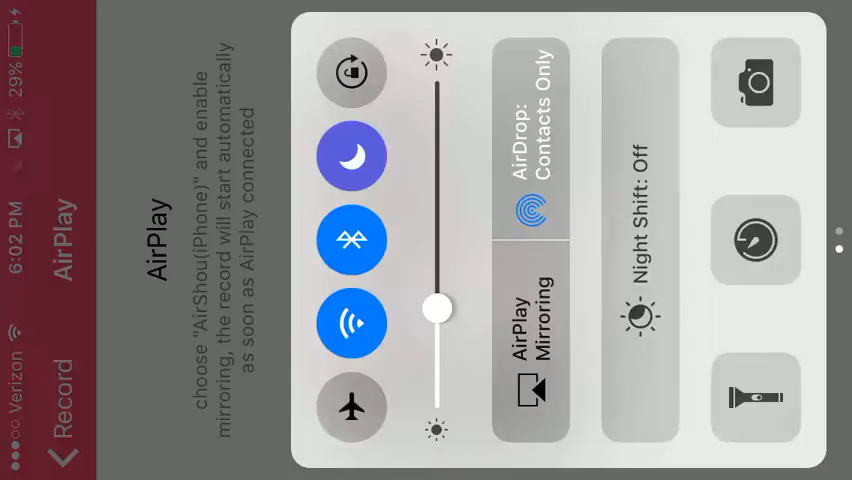 ●●●○○ Verizon 6:02 PM 29%
Record AirPlay
AirPlay
choose "AirShou(iPhone)" and enable
mirroring, the record will start automatically
as soon as AirPlay connected
AirPlay
Mirroring
AirDrop:
Contacts Only
Night Shift: Off